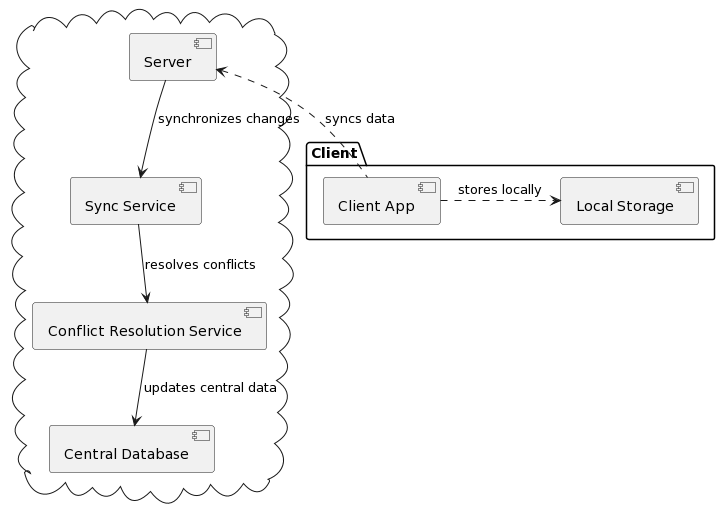 Server
synchronizes changes
syncs data
Client
Sync Service
Client App
stores locally
Local Storage
resolves conflicts
Conflict Resolution Service
updates central data
Central Database